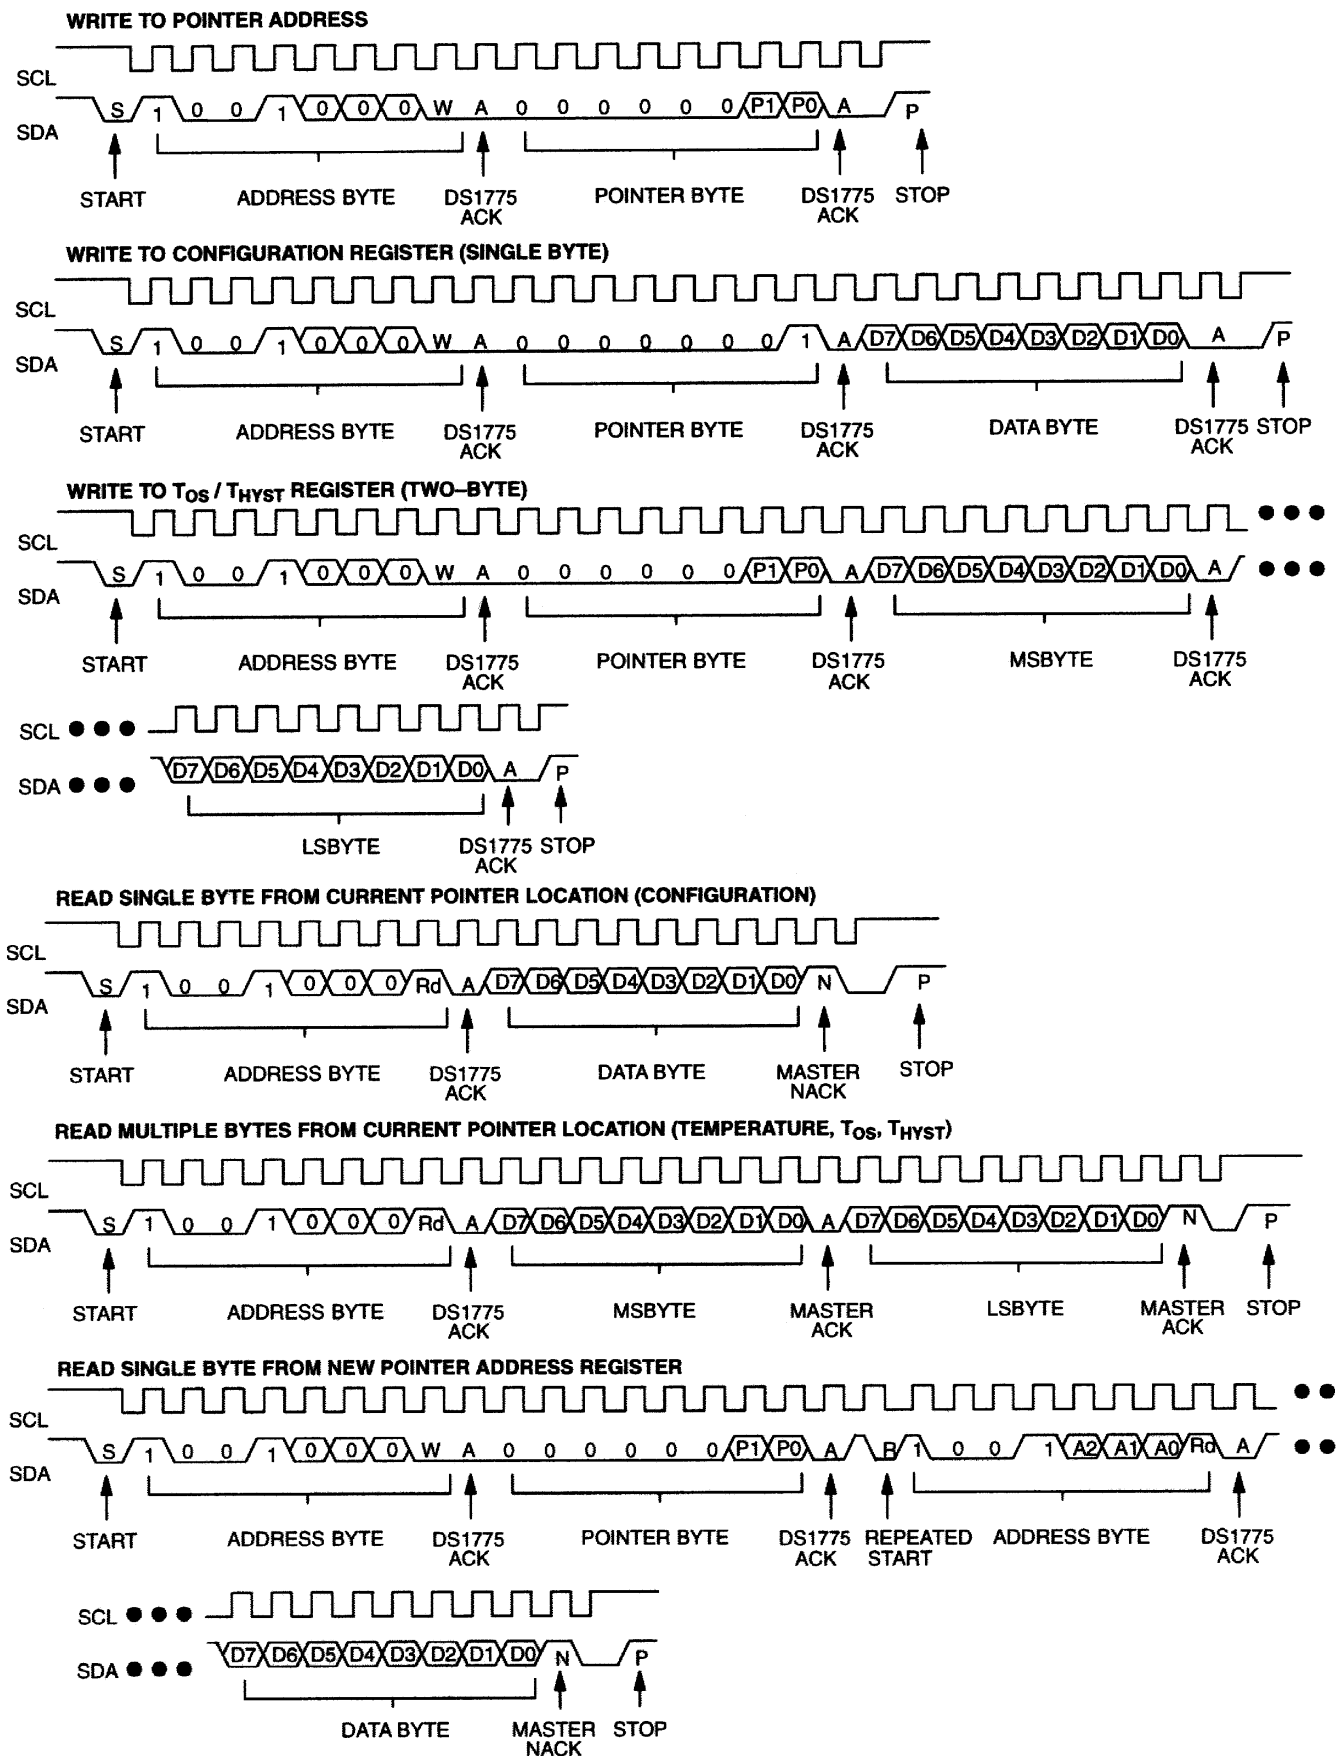 WRITE TO POINTER ADDRESS
SCL
SDA S 1 0 0 1 0 0 0 W A 0 0 0 0 0 0 P1 P0 A P
START ADDRESS BYTE DS1775 ACK POINTER BYTE DS1775 ACK STOP
WRITE TO CONFIGURATION REGISTER (SINGLE BYTE)
SCL
SDA S 1 0 0 1 0 0 0 W A 0 0 0 0 0 0 0 1 A D7 D6 D5 D4 D3 D2 D1 D0 A P
START ADDRESS BYTE DS1775 ACK POINTER BYTE DS1775 ACK DATA BYTE DS1775 ACK STOP
WRITE TO TOS / THYST REGISTER (TWO–BYTE)
SCL
SDA S 1 0 0 1 0 0 0 W A 0 0 0 0 0 0 P1 P0 A D7 D6 D5 D4 D3 D2 D1 D0 A
START ADDRESS BYTE DS1775 ACK POINTER BYTE DS1775 ACK MSBYTE DS1775 ACK
SCL
SDA D7 D6 D5 D4 D3 D2 D1 D0 A P
LSBYTE DS1775 ACK STOP
READ SINGLE BYTE FROM CURRENT POINTER LOCATION (CONFIGURATION)
SCL
SDA S 1 0 0 1 0 0 0 Rd A D7 D6 D5 D4 D3 D2 D1 D0 N P
START ADDRESS BYTE DS1775 ACK DATA BYTE MASTER NACK STOP
READ MULTIPLE BYTES FROM CURRENT POINTER LOCATION (TEMPERATURE, TOS, THYST)
SCL
SDA S 1 0 0 1 0 0 0 Rd A D7 D6 D5 D4 D3 D2 D1 D0 A D7 D6 D5 D4 D3 D2 D1 D0 N P
START ADDRESS BYTE DS1775 ACK MSBYTE MASTER ACK LSBYTE MASTER ACK STOP
READ SINGLE BYTE FROM NEW POINTER ADDRESS REGISTER
SCL
SDA S 1 0 0 1 0 0 0 W A 0 0 0 0 0 0 P1 P0 A R 1 0 0 1 A2 A1 A0 Rd A
START ADDRESS BYTE DS1775 ACK POINTER BYTE DS1775 ACK REPEATED START ADDRESS BYTE DS1775 ACK
SCL
SDA D7 D6 D5 D4 D3 D2 D1 D0 N P
DATA BYTE MASTER NACK STOP